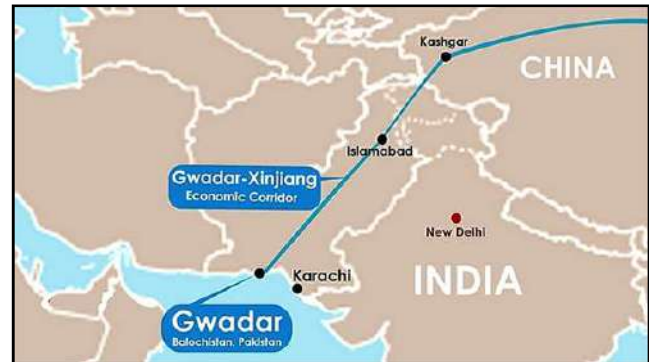 Kashgar
CHINA
Islamabad
Gwadar-Xinjiang
Economic Corridor
New Delhi
Karachi
INDIA
Gwadar
Balochistan, Pakistan